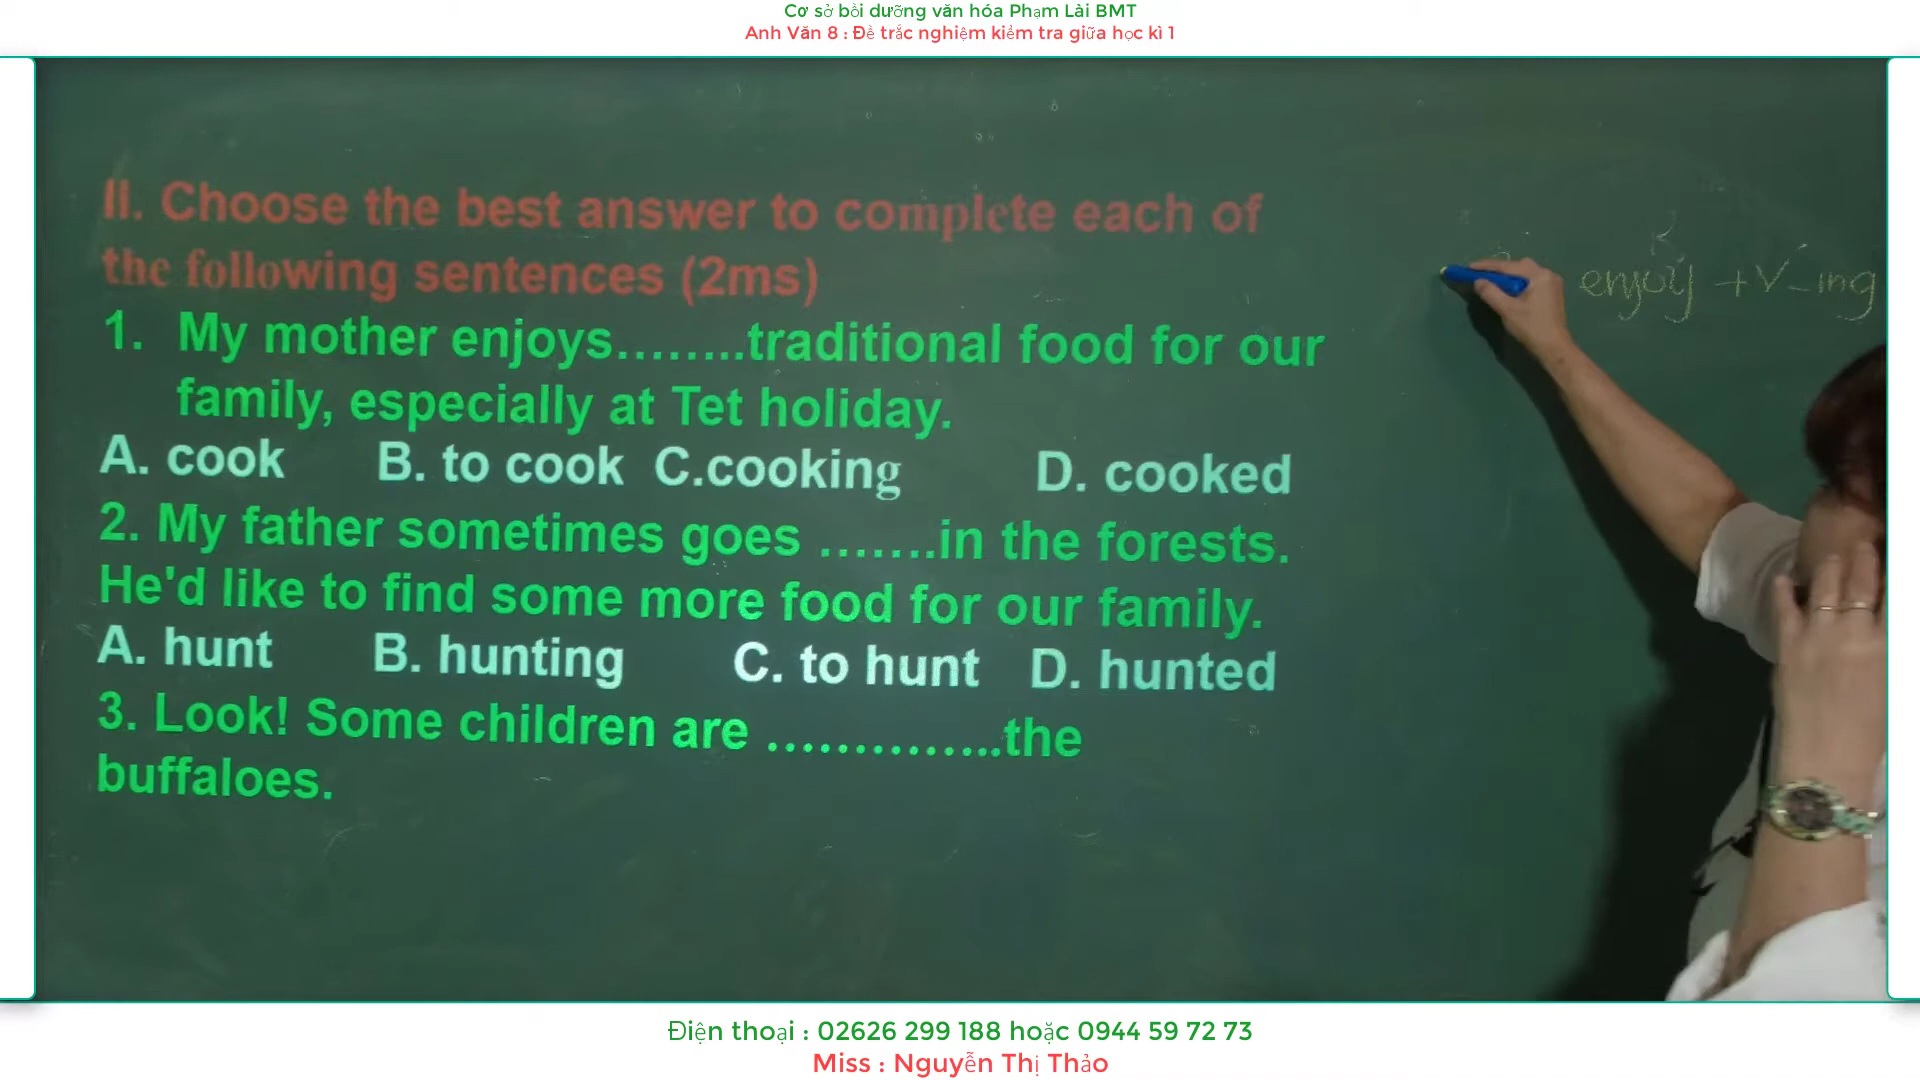 Cơ sở bồi dưỡng văn hóa Phạm Lài BMT
Anh Văn 8 : Đề trắc nghiệm kiểm tra giữa học kì 1
II. Choose the best answer to complete each of
the following sentences (2ms)
1. My mother enjoys........traditional food for our
family, especially at Tet holiday.
A. cook B. to cook C.cooking D. cooked
2. My father sometimes goes .......in the forests.
He'd like to find some more food for our family.
A. hunt B. hunting C. to hunt D. hunted
3. Look! Some children are ..............the
buffaloes.
enjoy + V-ing
Điện thoại : 02626 299 188 hoặc 0944 59 72 73
Miss : Nguyễn Thị Thảo